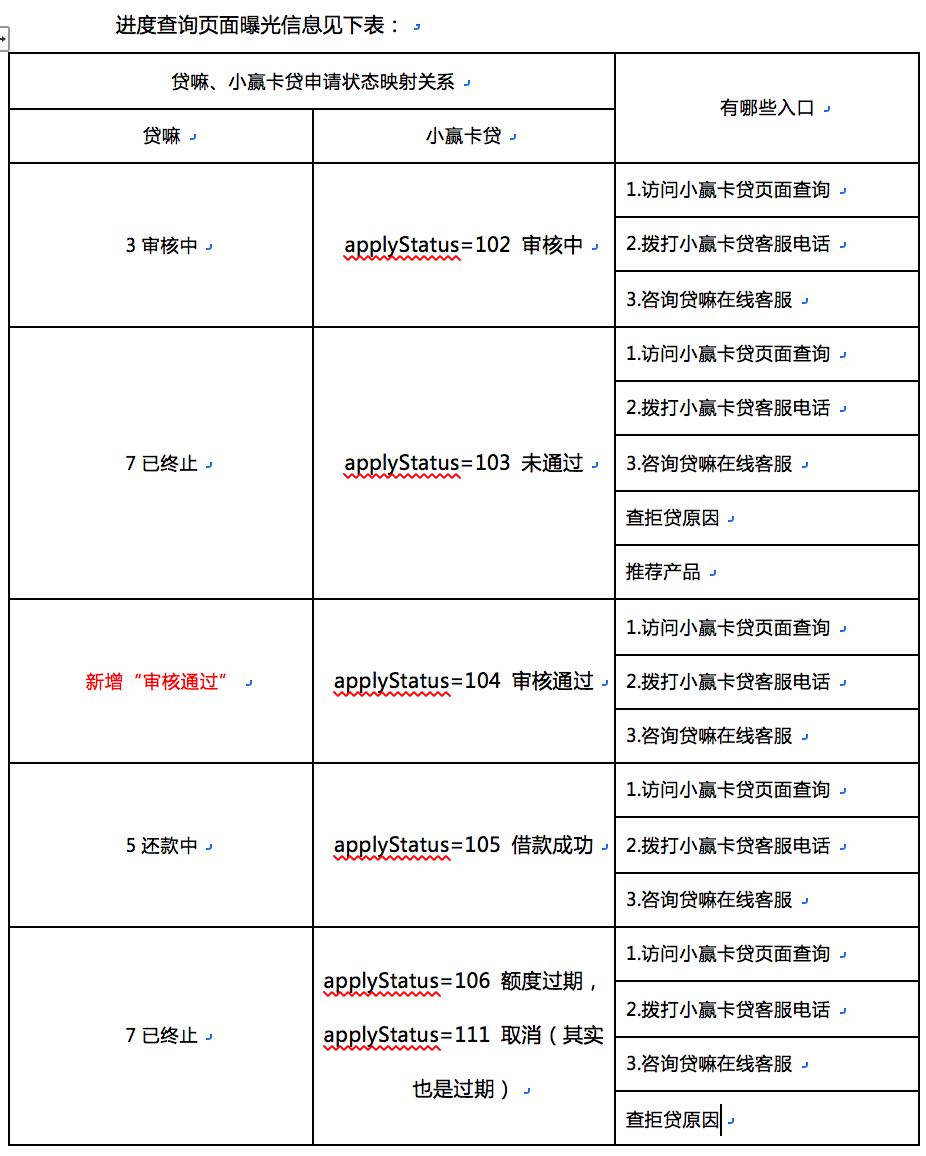 进度查询页面曝光信息见下表：
贷嘛、小赢卡贷申请状态映射关系
有哪些入口
贷嘛
小赢卡贷
3 审核中
applyStatus=102 审核中
1.访问小赢卡贷页面查询
2.拨打小赢卡贷客服电话
3.咨询贷嘛在线客服
7 已终止
applyStatus=103 未通过
1.访问小赢卡贷页面查询
2.拨打小赢卡贷客服电话
3.咨询贷嘛在线客服
查拒贷原因
推荐产品
新增“审核通过”
applyStatus=104 审核通过
1.访问小赢卡贷页面查询
2.拨打小赢卡贷客服电话
3.咨询贷嘛在线客服
5 还款中
applyStatus=105 借款成功
1.访问小赢卡贷页面查询
2.拨打小赢卡贷客服电话
3.咨询贷嘛在线客服
7 已终止
applyStatus=106 额度过期，
applyStatus=111 取消（其实
也是过期）
1.访问小赢卡贷页面查询
2.拨打小赢卡贷客服电话
3.咨询贷嘛在线客服
查拒贷原因